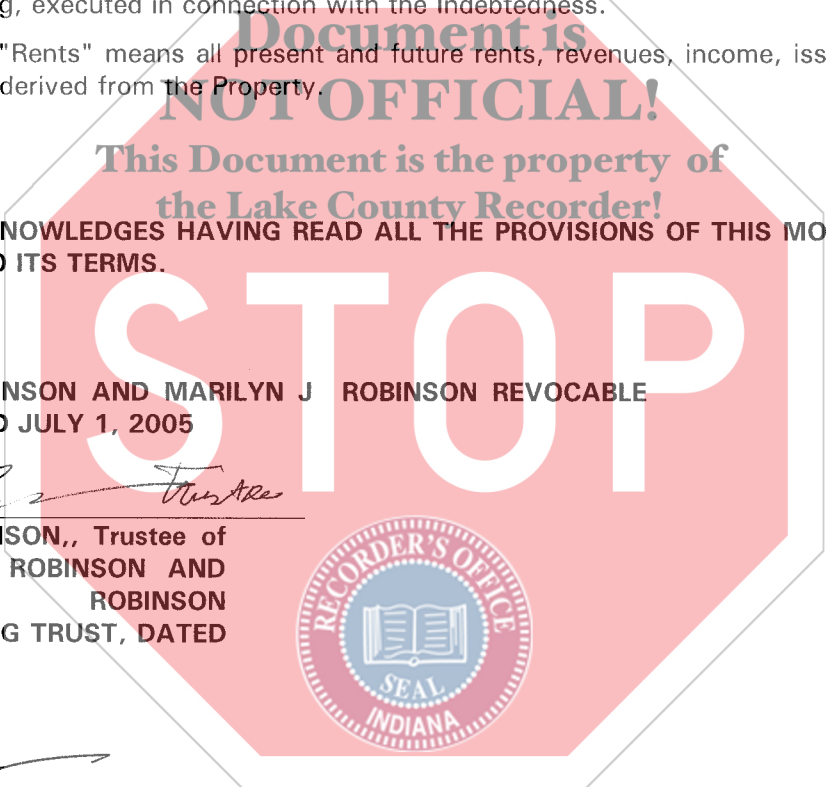 g, executed in connection with the Indebtedness.
Document is
"Rents" means all present and future rents, revenues, income, iss
derived from the Property.
NOT OFFICIAL!
This Document is the property of
the Lake County Recorder!
NOWLEDGES HAVING READ ALL THE PROVISIONS OF THIS MO
D ITS TERMS.
STOP
NSON AND MARILYN J ROBINSON REVOCABLE
D JULY 1, 2005
Trustee
NSON,, Trustee of
ROBINSON AND
ROBINSON
G TRUST, DATED
RECORDER'S OFFICE
SEAL
INDIANA